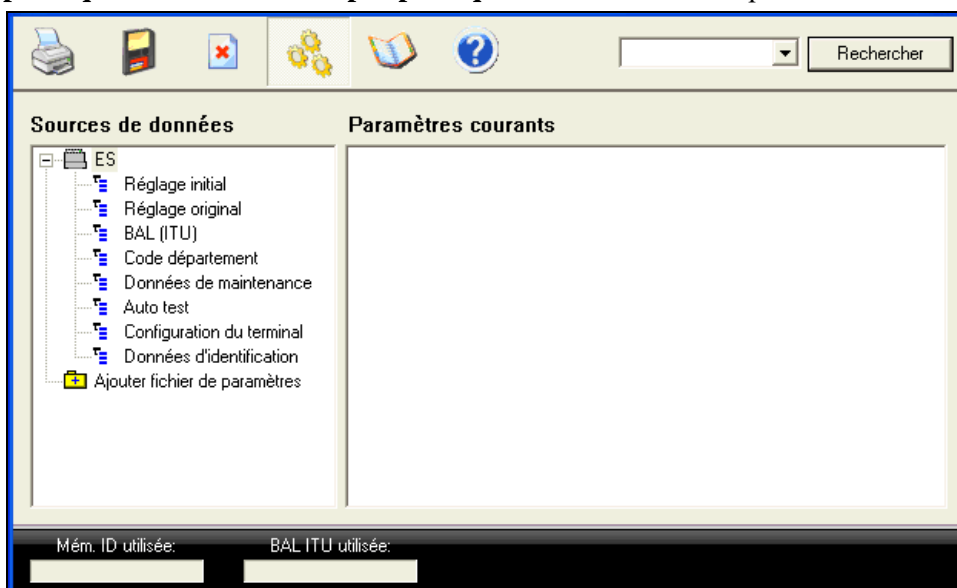 Rechercher
Sources de données
Paramètres courants
ES
Réglage initial
Réglage original
BAL (ITU)
Code département
Données de maintenance
Auto test
Configuration du terminal
Données d'identification
Ajouter fichier de paramètres
Mém. ID utilisée:
BAL ITU utilisée: